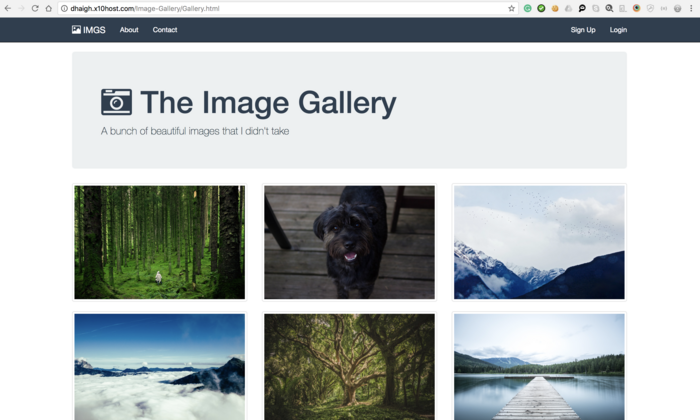 dhaigh.x10host.com/Image-Gallery/Gallery.html
IMGS About Contact Sign Up Login
The Image Gallery
A bunch of beautiful images that I didn't take